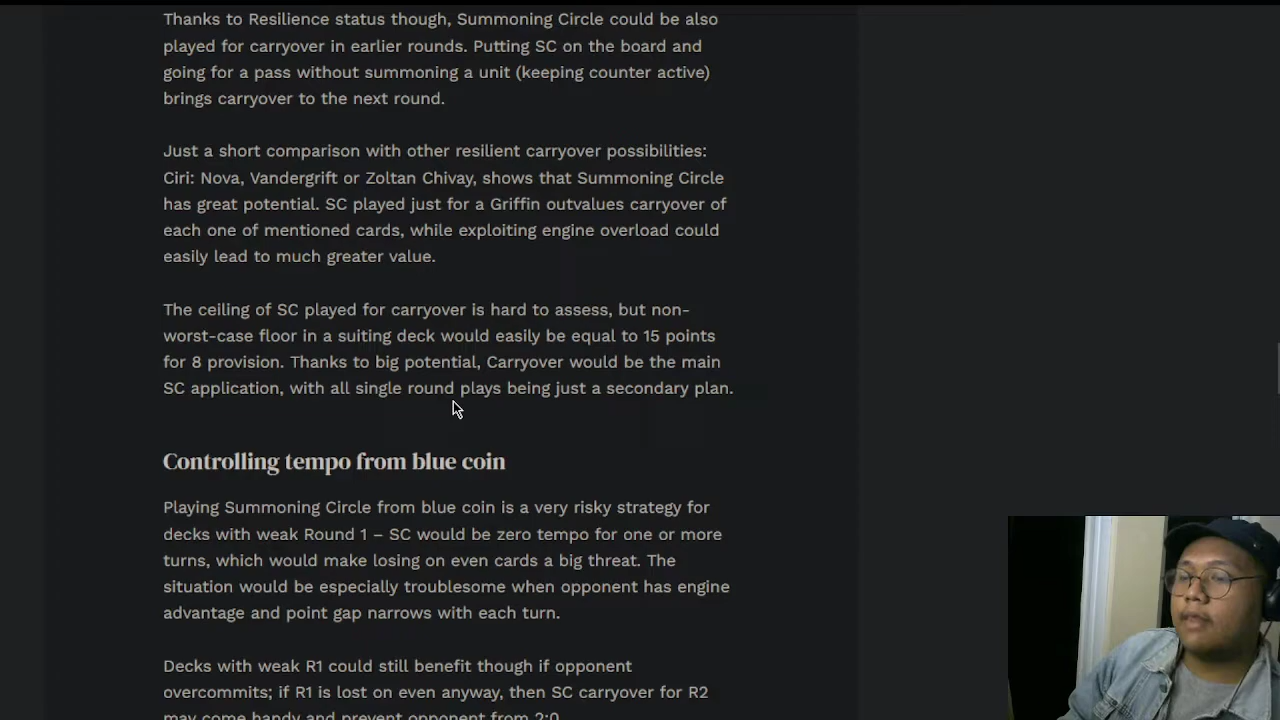 Thanks to Resilience status though, Summoning Circle could be also
played for carryover in earlier rounds. Putting SC on the board and
going for a pass without summoning a unit (keeping counter active)
brings carryover to the next round.
Just a short comparison with other resilient carryover possibilities:
Ciri: Nova, Vandergrift or Zoltan Chivay, shows that Summoning Circle
has great potential. SC played just for a Griffin outvalues carryover of
each one of mentioned cards, while exploiting engine overload could
easily lead to much greater value.
The ceiling of SC played for carryover is hard to assess, but non-
worst-case floor in a suiting deck would easily be equal to 15 points
for 8 provision. Thanks to big potential, Carryover would be the main
SC application, with all single round plays being just a secondary plan.
Controlling tempo from blue coin
Playing Summoning Circle from blue coin is a very risky strategy for
decks with weak Round 1 – SC would be zero tempo for one or more
turns, which would make losing on even cards a big threat. The
situation would be especially troublesome when opponent has engine
advantage and point gap narrows with each turn.
Decks with weak R1 could still benefit though if opponent
overcommits; if R1 is lost on even anyway, then SC carryover for R2
may come handy and prevent opponent from 2:0.